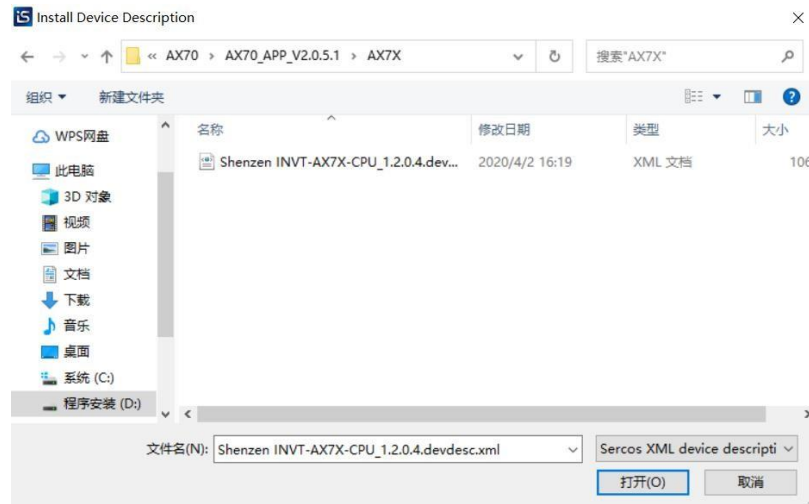 iS Install Device Description
« AX70 › AX70_APP_V2.0.5.1 › AX7X
搜索"AX7X"
组织 新建文件夹
名称 修改日期 类型 大小
Shenzen INVT-AX7X-CPU_1.2.0.4.dev... 2020/4/2 16:19 XML 文档 106
WPS网盘
此电脑
3D 对象
视频
图片
文档
下载
音乐
桌面
系统 (C:)
程序安装 (D:)
文件名(N): Shenzen INVT-AX7X-CPU_1.2.0.4.devdesc.xml Sercos XML device descripti
打开(O) 取消